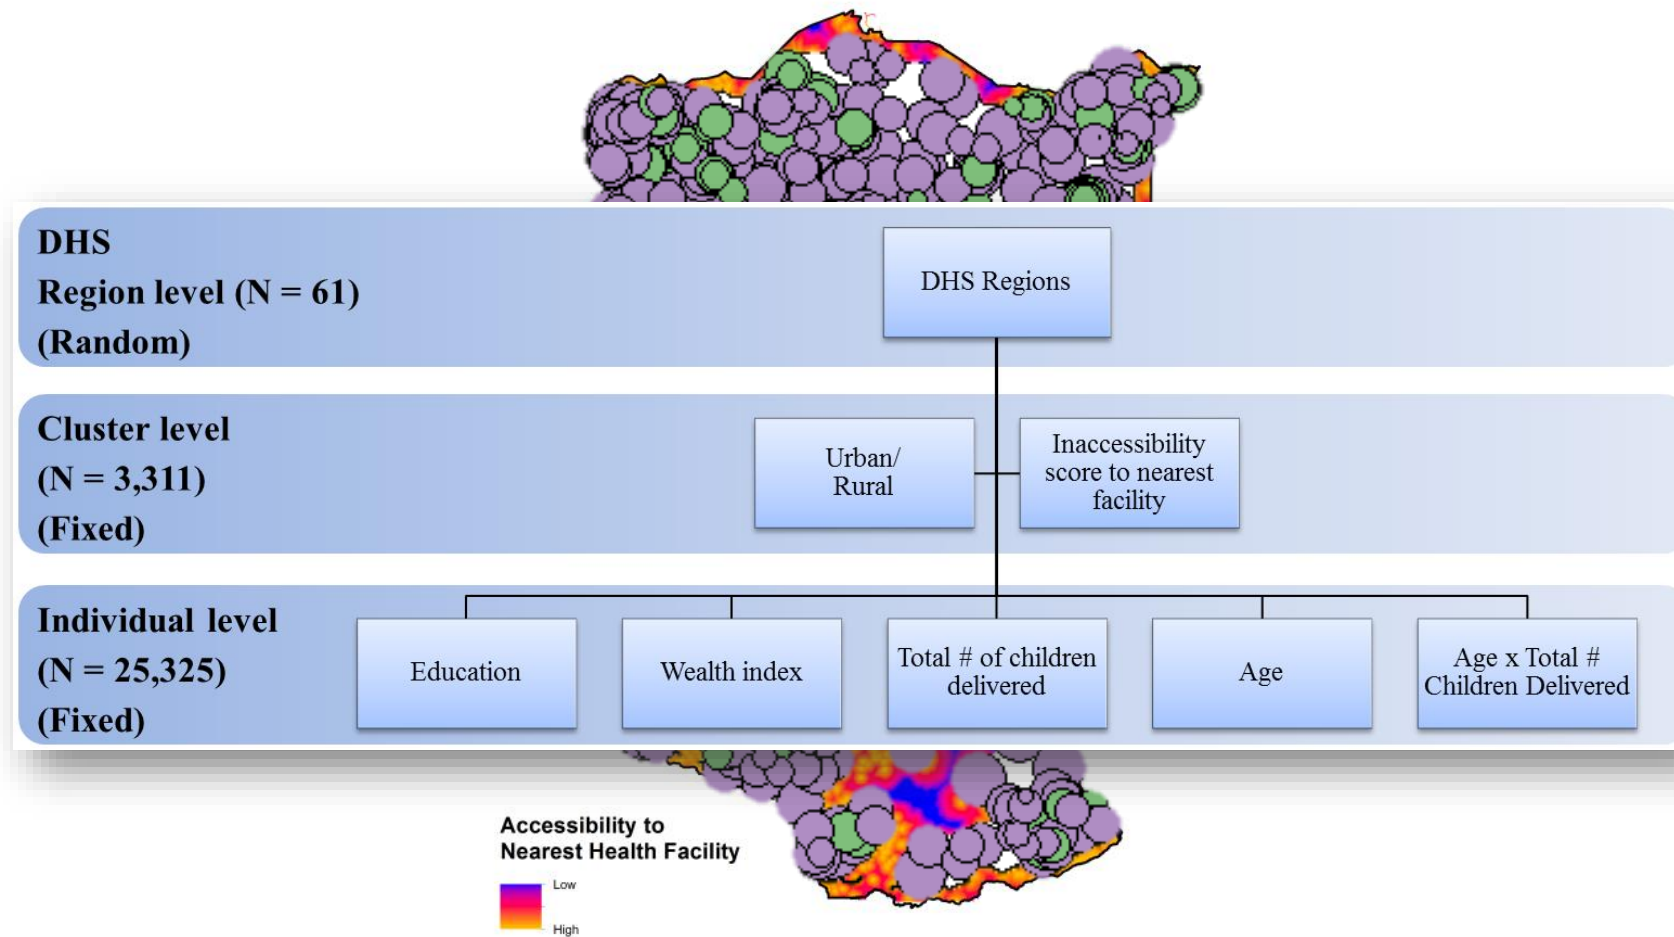 DHS
Region level (N = 61)
(Random)
DHS Regions
Cluster level
(N = 3,311)
(Fixed)
Urban/
Rural
Inaccessibility
score to nearest
facility
Individual level
(N = 25,325)
(Fixed)
Education
Wealth index
Total # of children
delivered
Age
Age x Total #
Children Delivered
Accessibility to
Nearest Health Facility
Low
High